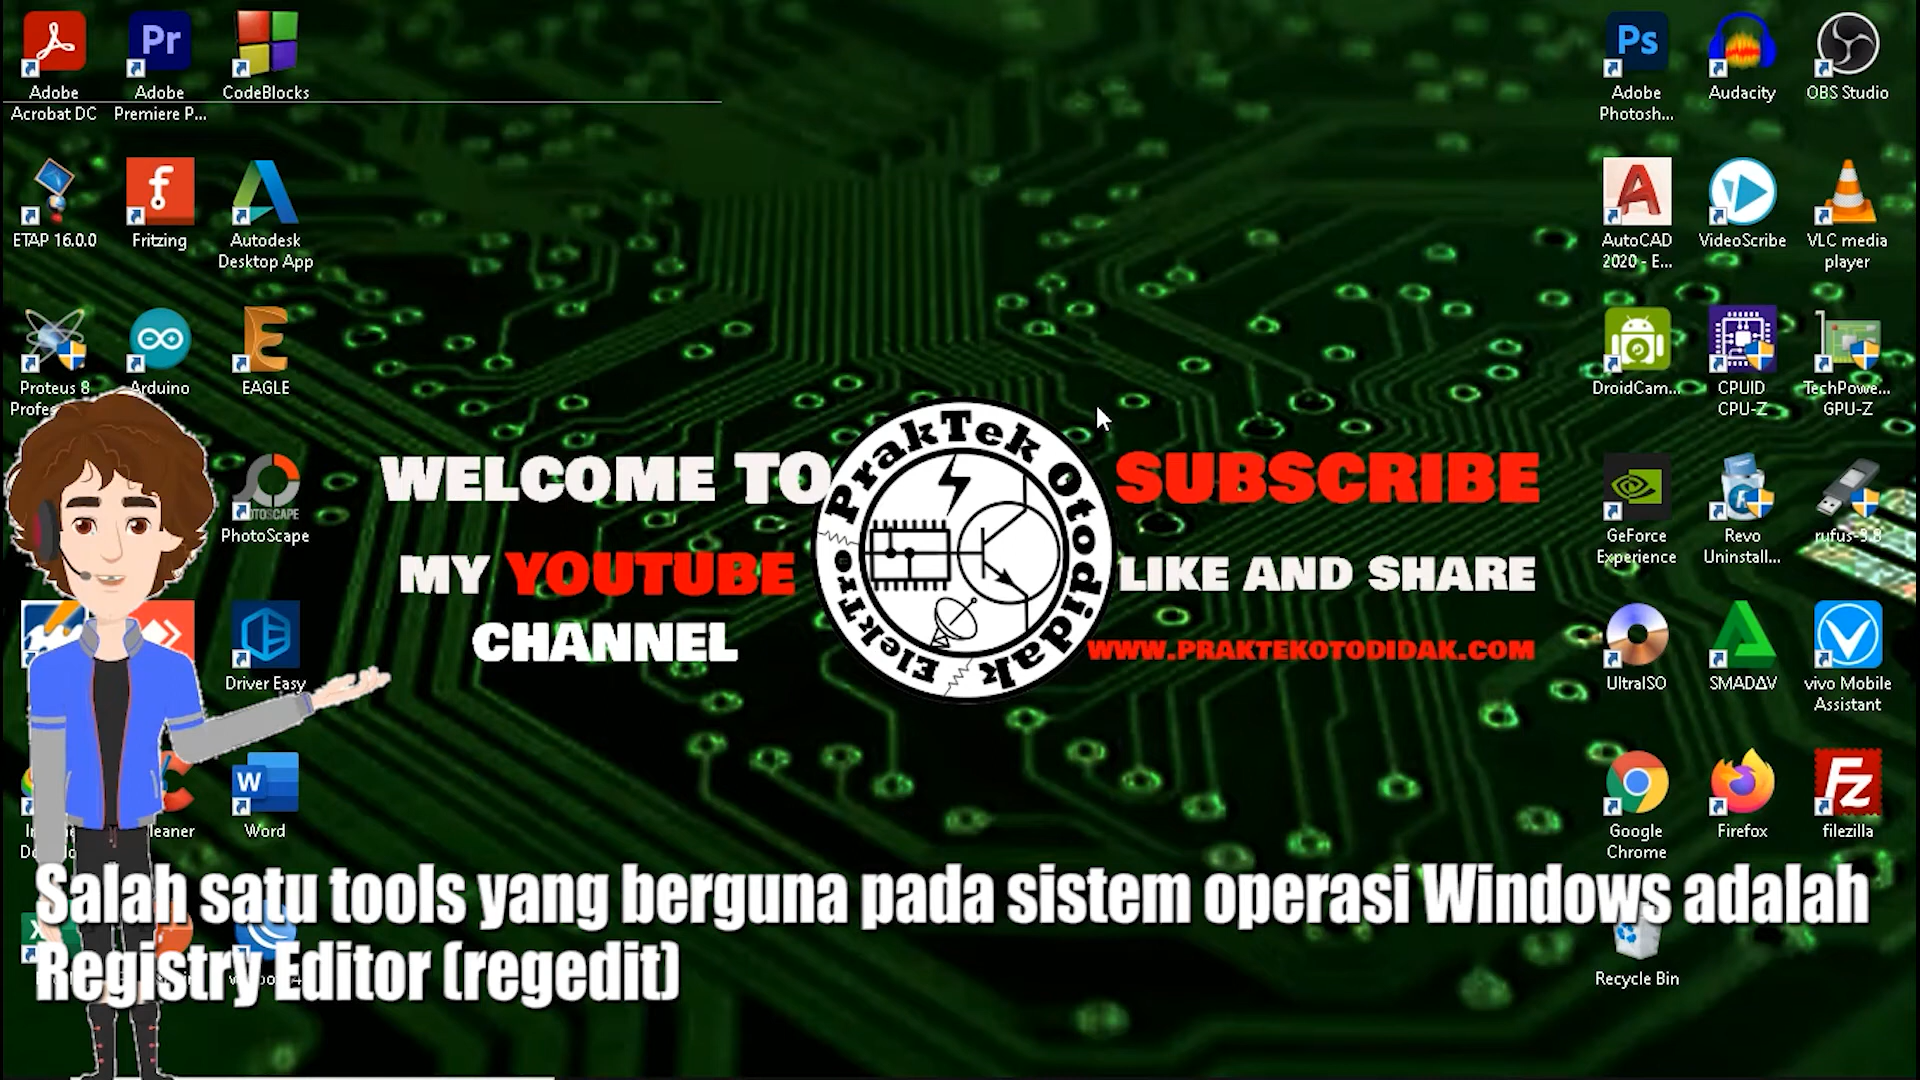 Adobe
Acrobat DC
Adobe
Premiere P...
CodeBlocks
Adobe
Photosh...
Audacity
OBS Studio
ETAP 16.0.0
Fritzing
Autodesk
Desktop App
AutoCAD
2020 - E...
VideoScribe
VLC media
player
Proteus 8
Arduino
EAGLE
DroidCam...
CPUID
CPU-Z
TechPowe...
GPU-Z
PhotoScape
GeForce
Experience
Revo
Uninstall...
rufus-3.8
WELCOME TO
MY YOUTUBE
CHANNEL
PrakTek Otodidak
ElekTro
SUBSCRIBE
LIKE AND SHARE
WWW.PRAKTEKOTODIDAK.COM
Driver Easy
UltraISO
SMADΔV
vivo Mobile
Assistant
Word
Google
Chrome
Firefox
filezilla
Recycle Bin
Salah satu tools yang berguna pada sistem operasi Windows adalah
Registry Editor (regedit)